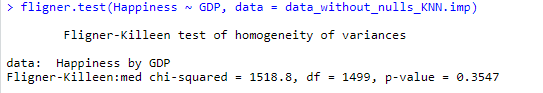 > fligner.test(Happiness ~ GDP, data = data_without_nulls_KNN.imp)
Fligner-Killeen test of homogeneity of variances
data:  Happiness by GDP
Fligner-Killeen:med chi-squared = 1518.8, df = 1499, p-value = 0.3547